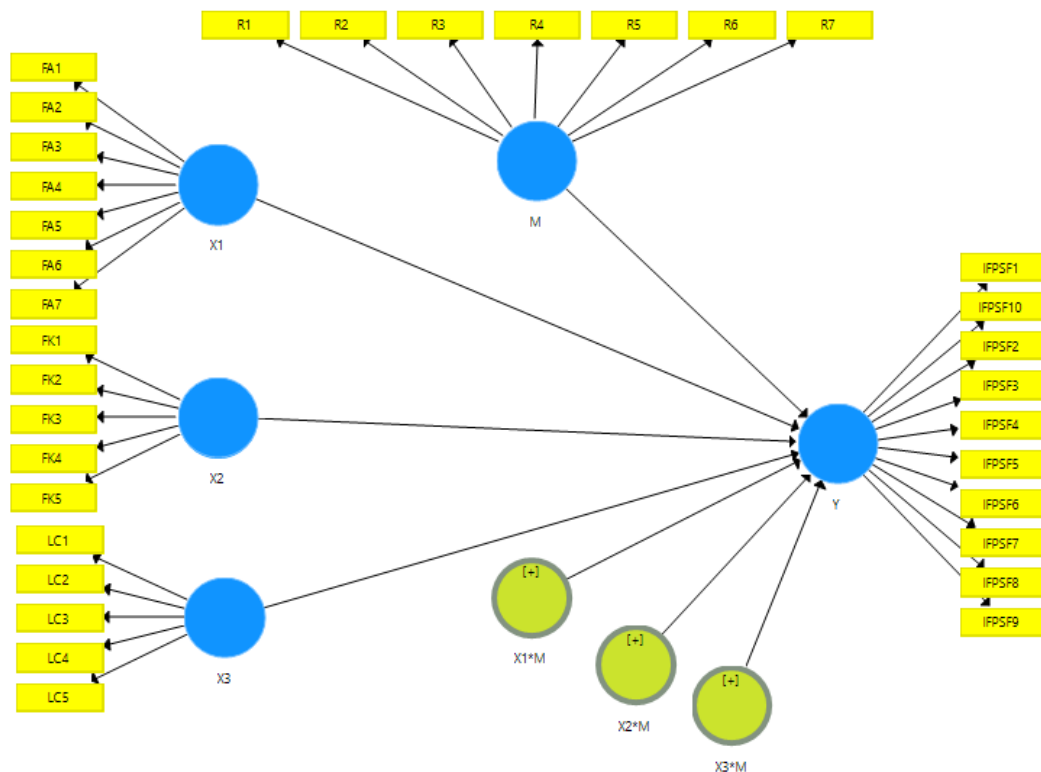 R1
R2
R3
R4
R5
R6
R7
FA1
FA2
FA3
FA4
FA5
FA6
FA7
X1
M
FK1
FK2
FK3
FK4
FK5
X2
LC1
LC2
LC3
LC4
LC5
X3
[+]
X1*M
[+]
X2*M
[+]
X3*M
Y
IFPSF1
IFPSF10
IFPSF2
IFPSF3
IFPSF4
IFPSF5
IFPSF6
IFPSF7
IFPSF8
IFPSF9